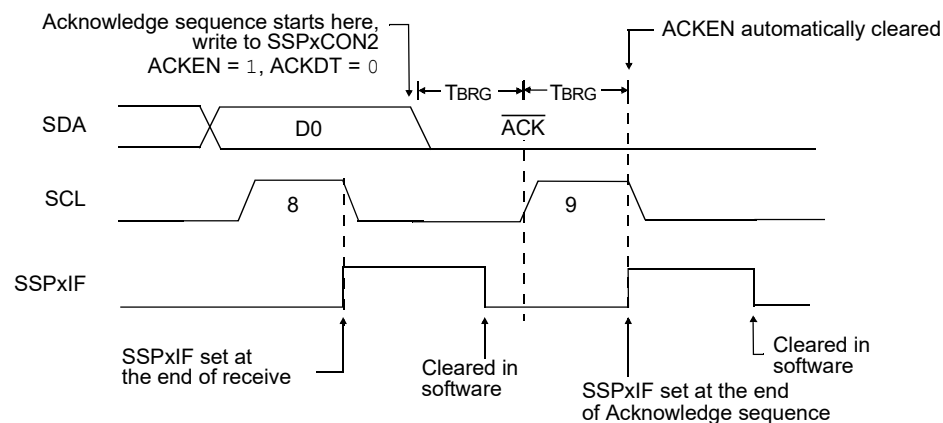 Acknowledge sequence starts here,
write to SSPxCON2
ACKEN = 1, ACKDT = 0
ACKEN automatically cleared
TBRG
TBRG
SDA
D0
ACK
SCL
8
9
SSPxIF
SSPxIF set at
the end of receive
Cleared in
software
SSPxIF set at the end
of Acknowledge sequence
Cleared in
software